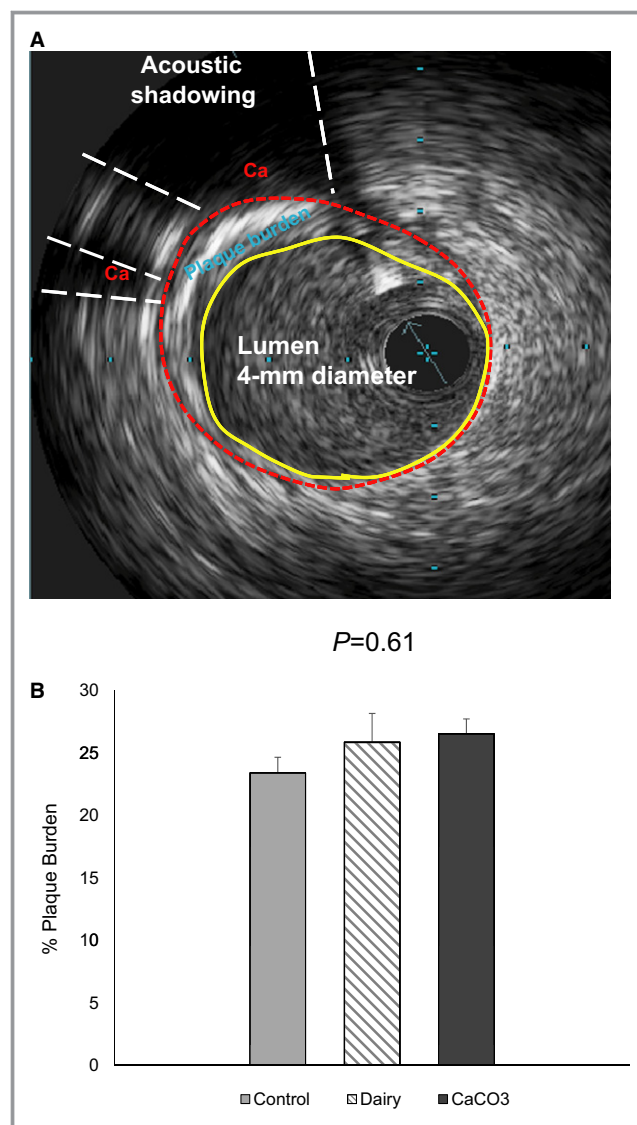 A
Acoustic
shadowing
Ca
Plaque burden
Ca
Lumen
4-mm diameter
P=0.61
B
30
25
20
15
10
5
0
% Plaque Burden
Control
Dairy
CaCO3